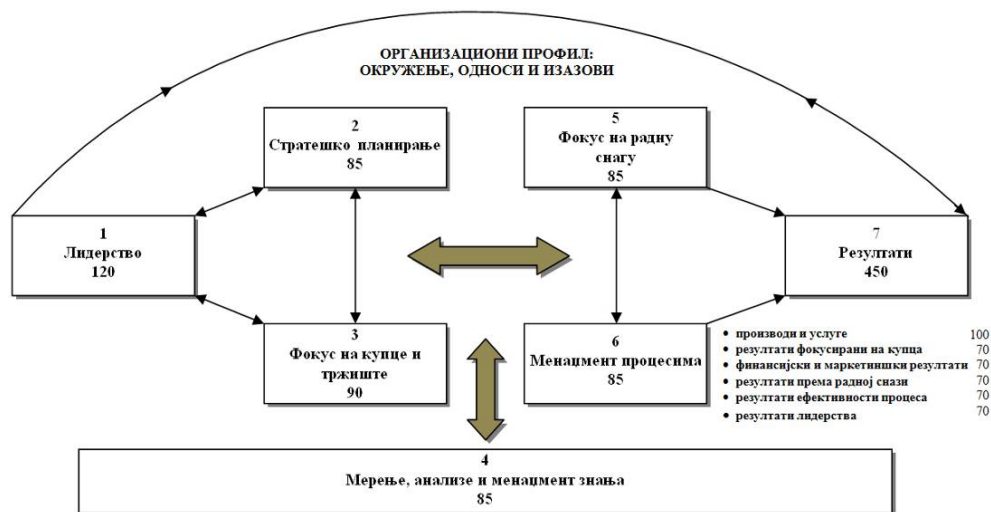 ОРГАНИЗАЦИОНИ ПРОФИЛ:
ОКРУЖЕЊЕ, ОДНОСИ И ИЗАЗОВИ
2
Стратешко планирање
85
5
Фокус на радну
снагу
85
1
Лидерство
120
7
Резултати
450
3
Фокус на купце и
тржиште
90
6
Менаџмент процесима
85
• производи и услуге 100
• резултати фокусирани на купца 70
• финансијски и маркетиншки резултати 70
• резултати према радној снази 70
• резултати ефективности процеса 70
• резултати лидерства 70
4
Мерење, анализе и менаџмент знања
85